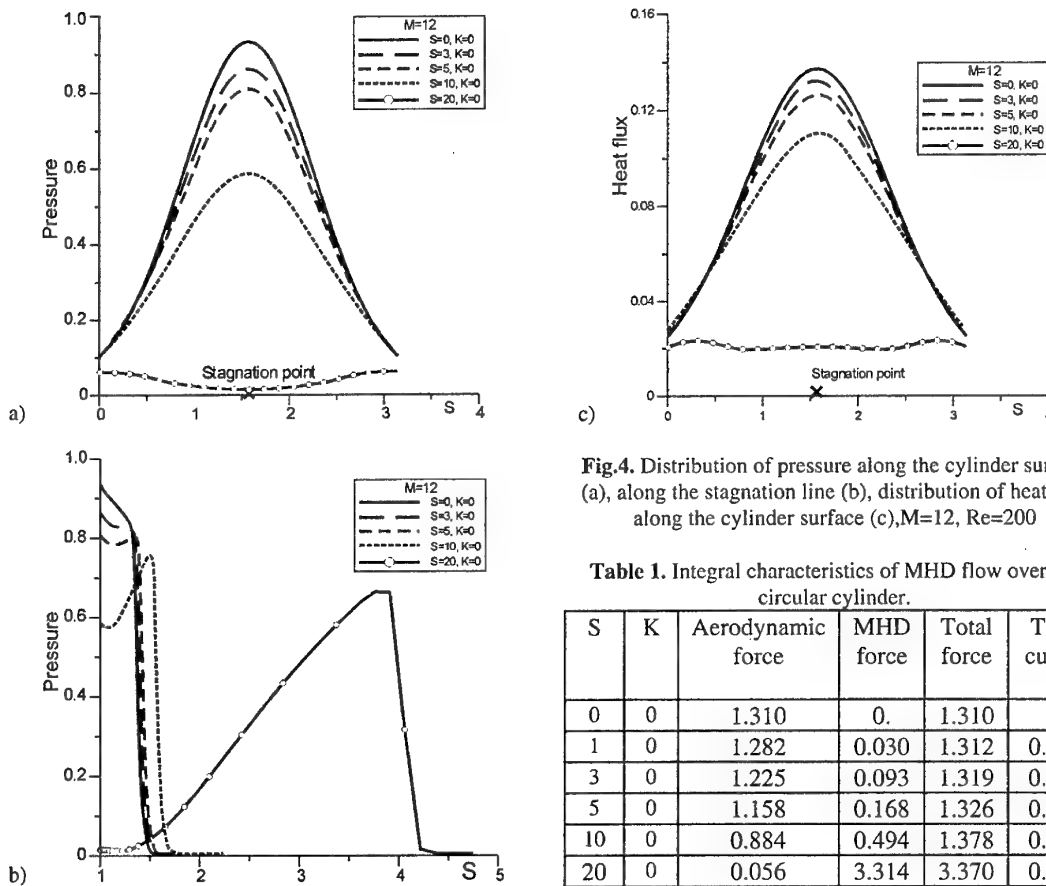 1.0
0.8
0.6
0.4
0.2
0
Pressure
M=12
S=0, K=0
S=3, K=0
S=5, K=0
S=10, K=0
S=20, K=0
Stagnation point
0 1 2 3 S 4
a)
0.16
0.12
0.08
0.04
0
Heat flux
M=12
S=0, K=0
S=3, K=0
S=5, K=0
S=10, K=0
S=20, K=0
Stagnation point
0 1 2 3 S
c)
1.0
0.8
0.6
0.4
0.2
0
Pressure
M=12
S=0, K=0
S=3, K=0
S=5, K=0
S=10, K=0
S=20, K=0
1 2 3 4 S 5
b)
Fig.4. Distribution of pressure along the cylinder
(a), along the stagnation line (b), distribution of heat
along the cylinder surface (c),M=12, Re=200
Table 1. Integral characteristics of MHD flow over
circular cylinder.
S K Aerodynamic force MHD force Total force
0 0 1.310 0. 1.310
1 0 1.282 0.030 1.312 0.
3 0 1.225 0.093 1.319 0.
5 0 1.158 0.168 1.326 0.
10 0 0.884 0.494 1.378 0.
20 0 0.056 3.314 3.370 0.